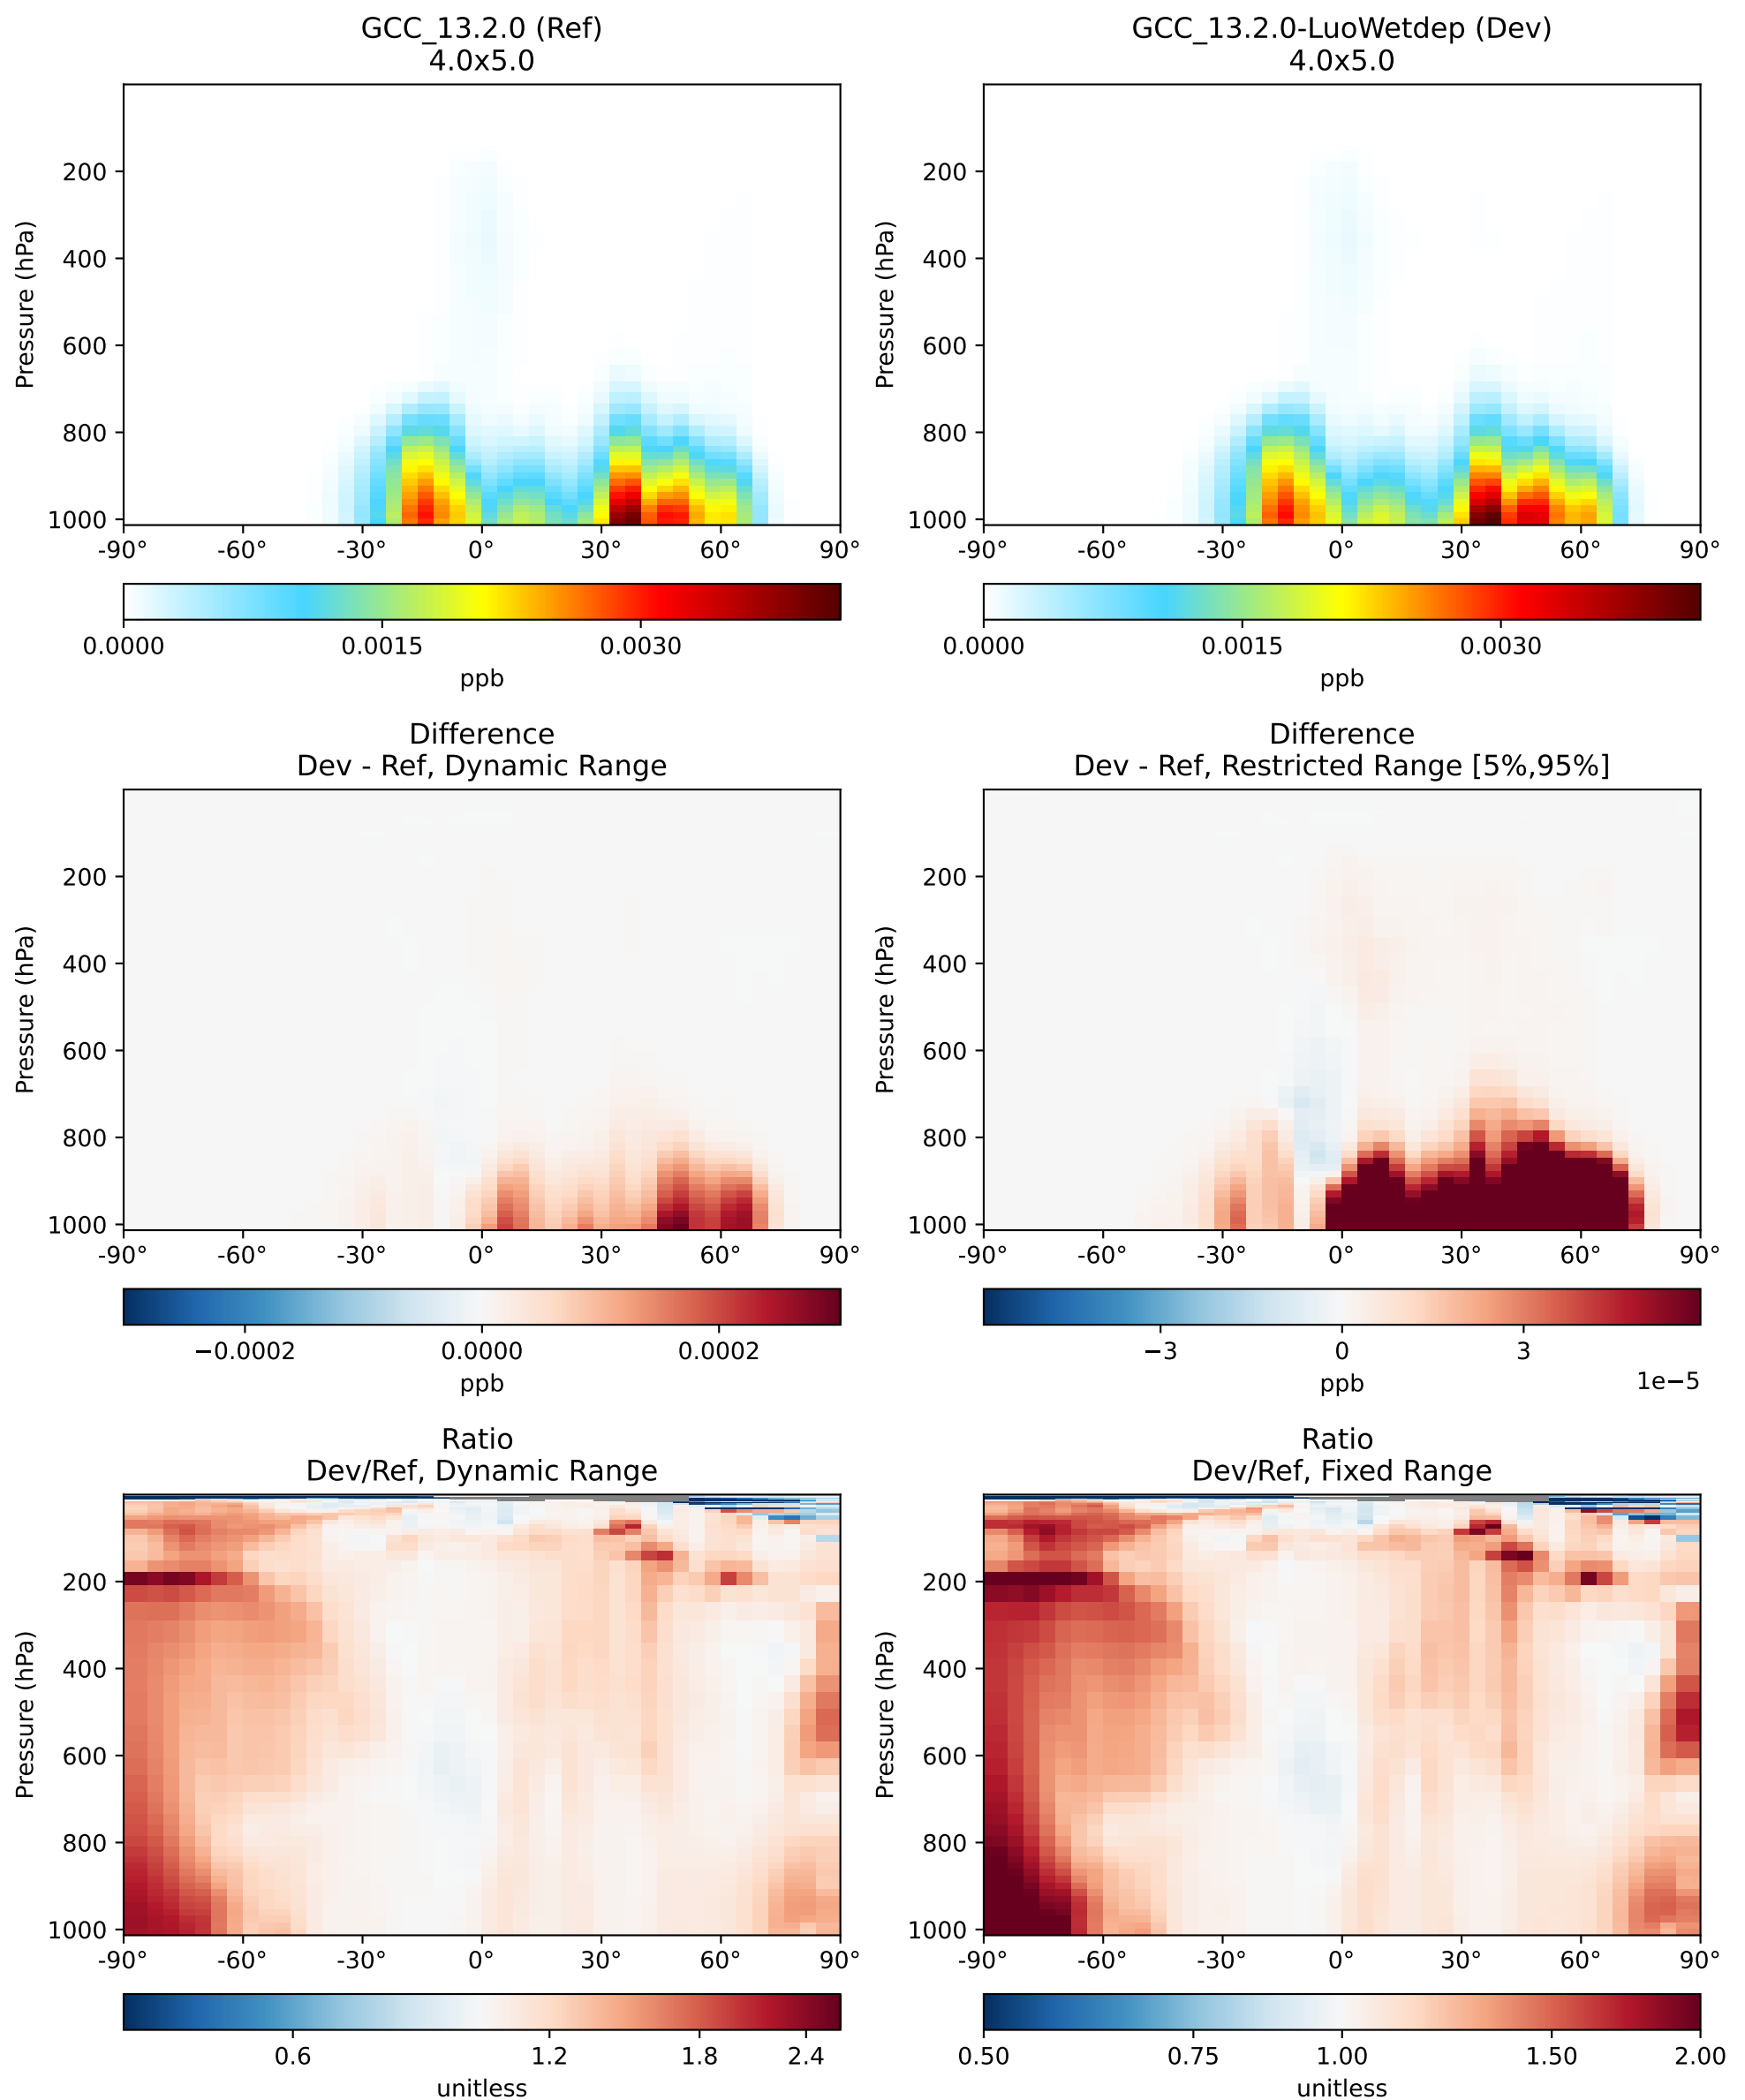 GCC_13.2.0 (Ref)
4.0x5.0
Pressure (hPa)
200
400
600
800
1000
-90° -60° -30° 0° 30° 60° 90°
0.0000 0.0015 0.0030
ppb
GCC_13.2.0-LuoWetdep (Dev)
4.0x5.0
Pressure (hPa)
200
400
600
800
1000
-90° -60° -30° 0° 30° 60° 90°
0.0000 0.0015 0.0030
ppb
Difference
Dev - Ref, Dynamic Range
Pressure (hPa)
200
400
600
800
1000
-90° -60° -30° 0° 30° 60° 90°
−0.0002 0.0000 0.0002
ppb
Difference
Dev - Ref, Restricted Range [5%,95%]
Pressure (hPa)
200
400
600
800
1000
-90° -60° -30° 0° 30° 60° 90°
−3 0 3
1e−5
ppb
Ratio
Dev/Ref, Dynamic Range
Pressure (hPa)
200
400
600
800
1000
-90° -60° -30° 0° 30° 60° 90°
0.6 1.2 1.8 2.4
unitless
Ratio
Dev/Ref, Fixed Range
Pressure (hPa)
200
400
600
800
1000
-90° -60° -30° 0° 30° 60° 90°
0.50 0.75 1.00 1.50 2.00
unitless